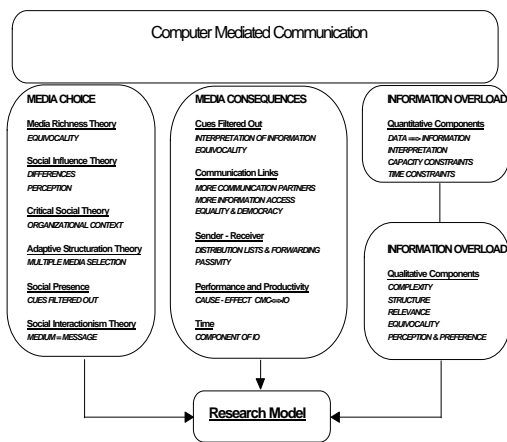 Computer Mediated Communication
MEDIA CHOICE
Media Richness Theory
EQUIVOCALITY
Social Influence Theory
DIFFERENCES
PERCEPTION
Critical Social Theory
ORGANIZATIONAL CONTEXT
Adaptive Structuration Theory
MULTIPLE MEDIA SELECTION
Social Presence
CUES FILTERED OUT
Social Interactionism Theory
MEDIUM = MESSAGE
MEDIA CONSEQUENCES
Cues Filtered Out
INTERPRETATION OF INFORMATION
EQUIVOCALITY
Communication Links
MORE COMMUNICATION PARTNERS
MORE INFORMATION ACCESS
EQUALITY & DEMOCRACY
Sender - Receiver
DISTRIBUTION LISTS & FORWARDING
PASSIVITY
Performance and Productivity
CAUSE - EFFECT CMC<=>IO
Time
COMPONENT OF IO
INFORMATION OVERLOAD
Quantitative Components
DATA ==> INFORMATION
INTERPRETATION
CAPACITY CONSTRAINTS
TIME CONSTRAINTS
INFORMATION OVERLOAD
Qualitative Components
COMPLEXITY
STRUCTURE
RELEVANCE
EQUIVOCALITY
PERCEPTION & PREFERENCE
Research Model